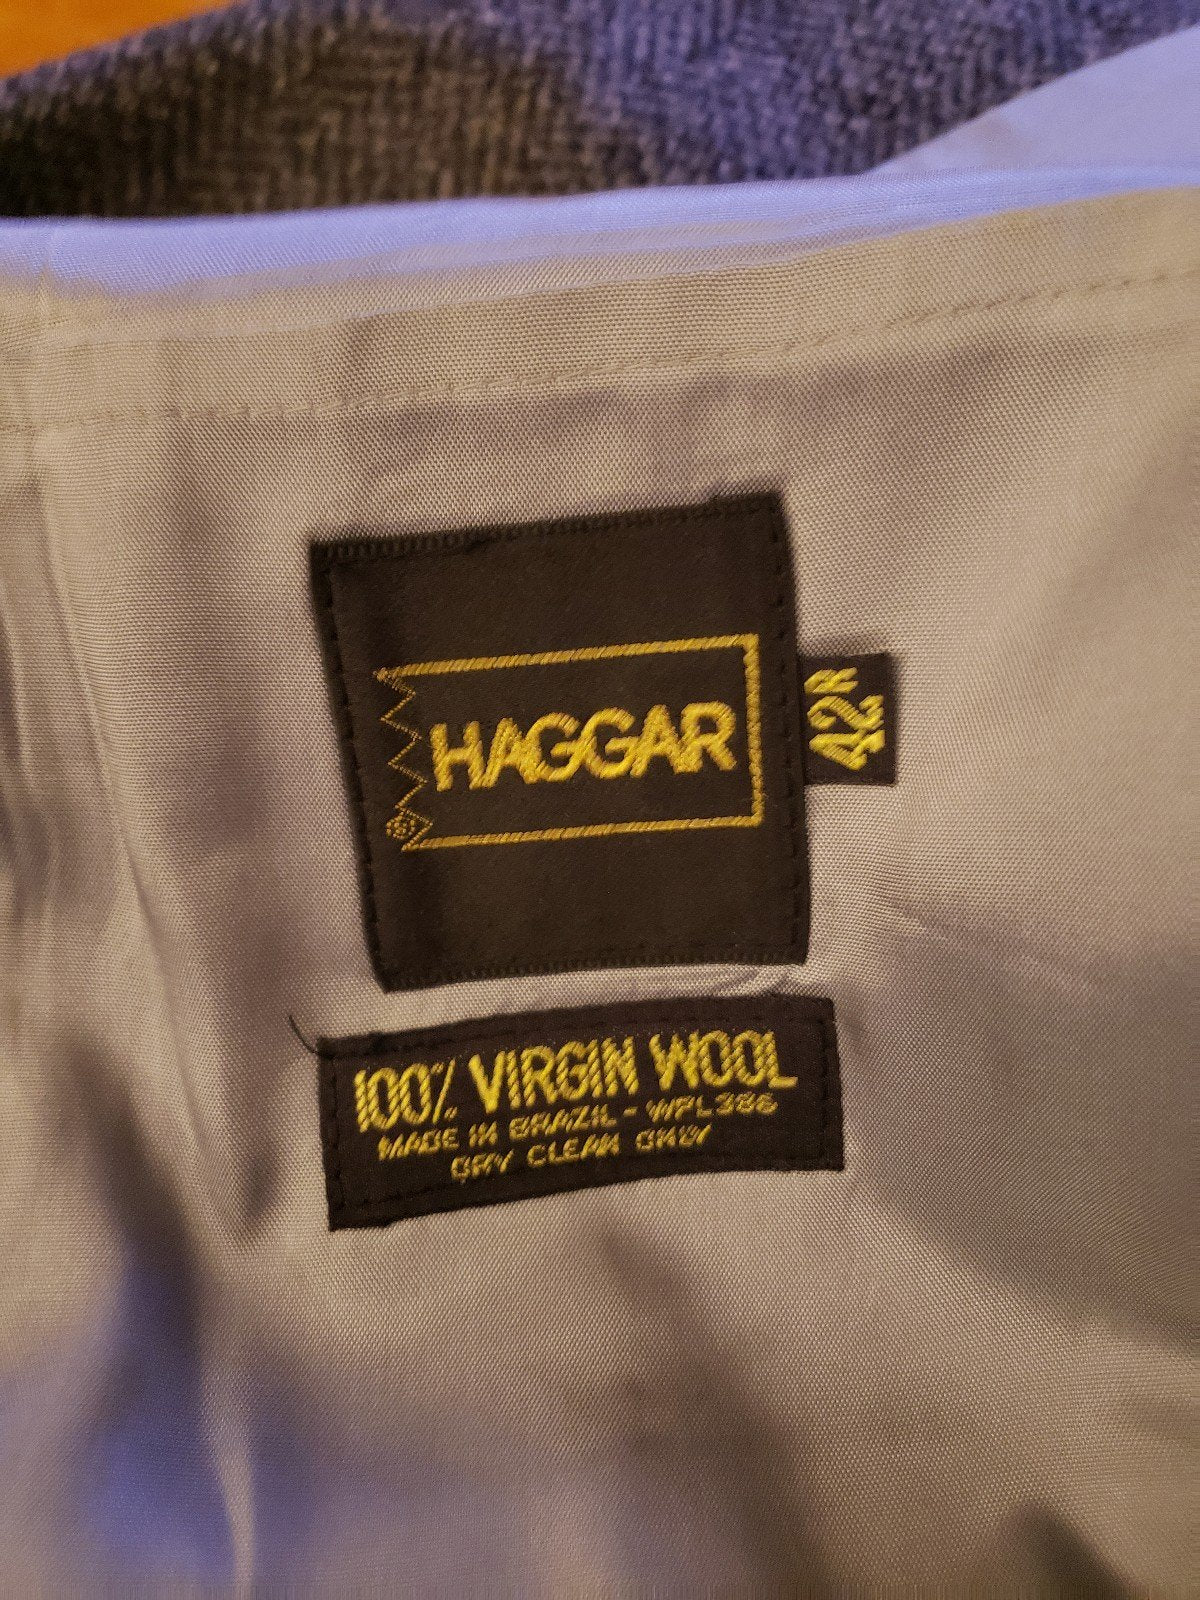 HAGGAR
42R
100% VIRGIN WOOL
MADE IN BRAZIL - WPL386
DRY CLEAN ONLY